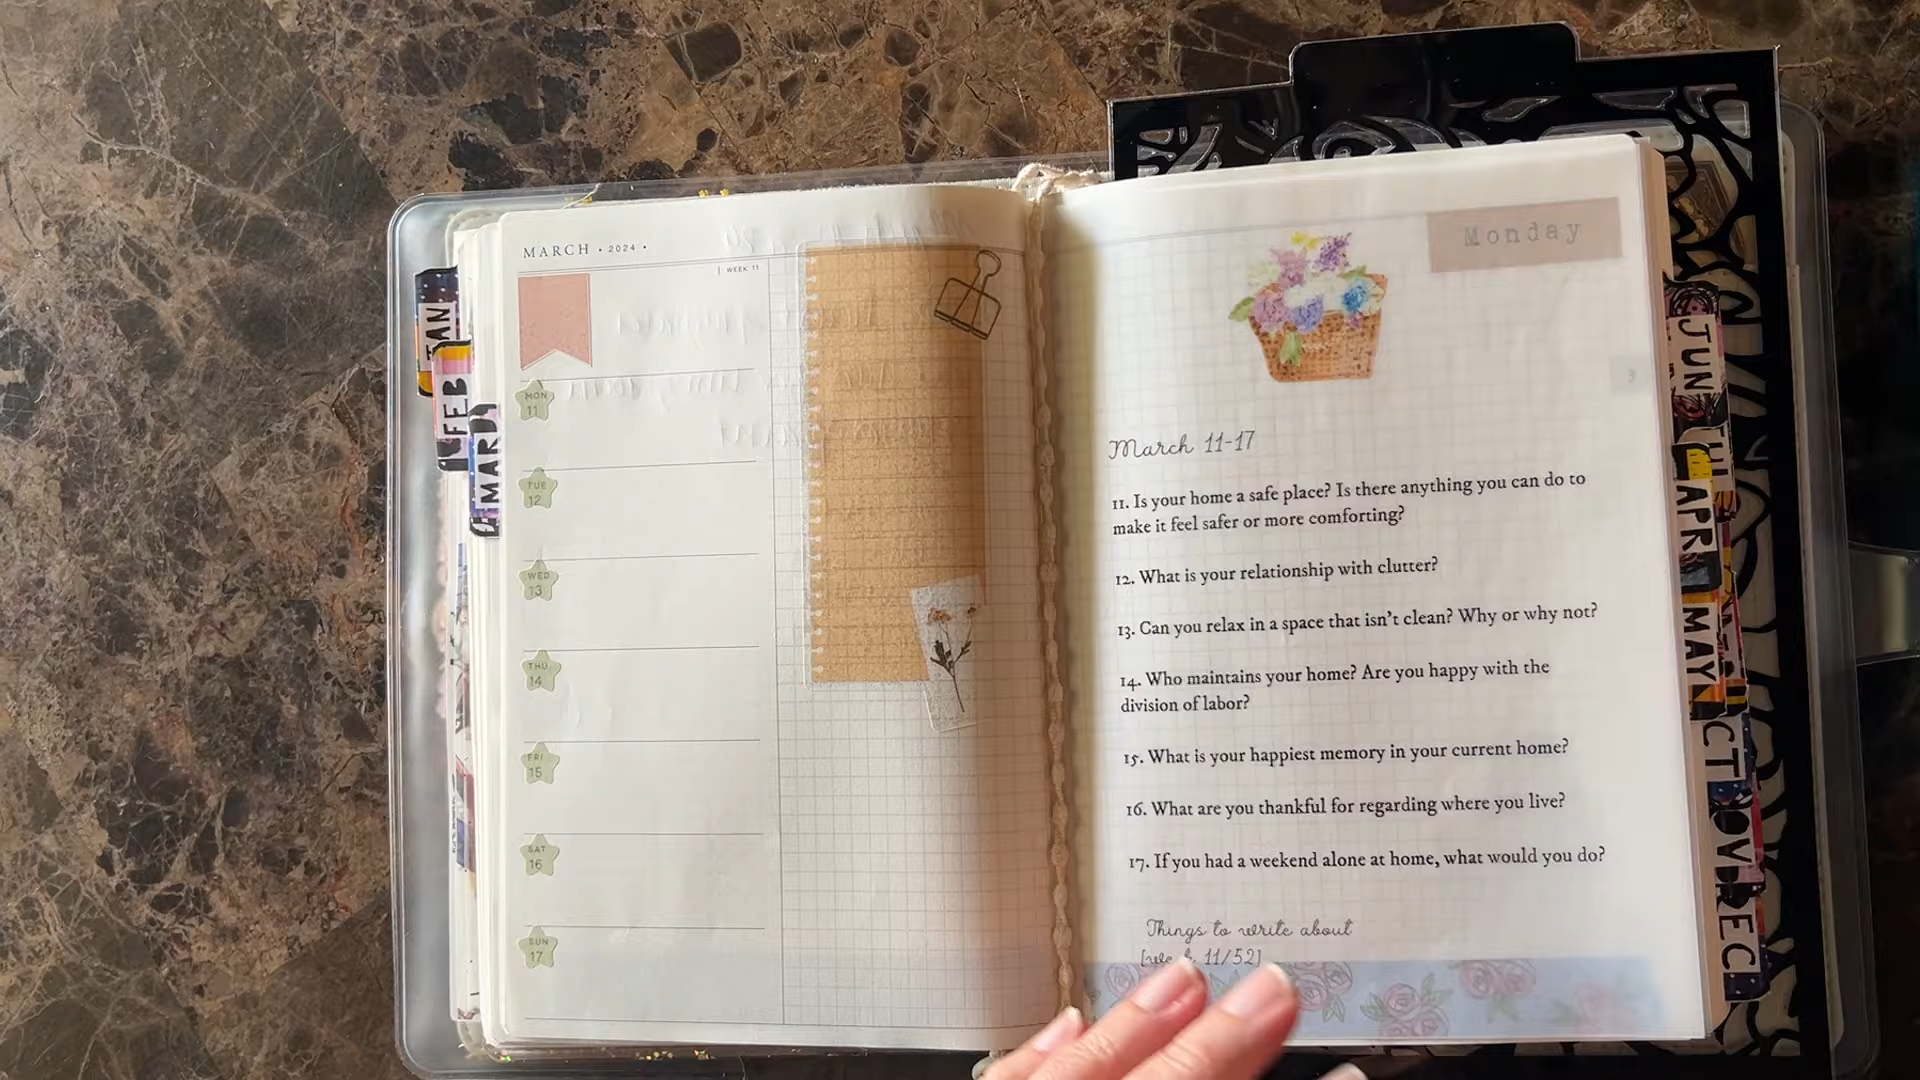 MARCH • 2024 •
WEEK 11
MON
11
TUE
12
WED
13
THU
14
FRI
15
SAT
16
SUN
17
JAN
FEB
MAR
Monday
March 11-17
11. Is your home a safe place? Is there anything you can do to
make it feel safer or more comforting?
12. What is your relationship with clutter?
13. Can you relax in a space that isn't clean? Why or why not?
14. Who maintains your home? Are you happy with the
division of labor?
15. What is your happiest memory in your current home?
16. What are you thankful for regarding where you live?
17. If you had a weekend alone at home, what would you do?
Things to write about
[week 11/52]
JUN
APR
MAY